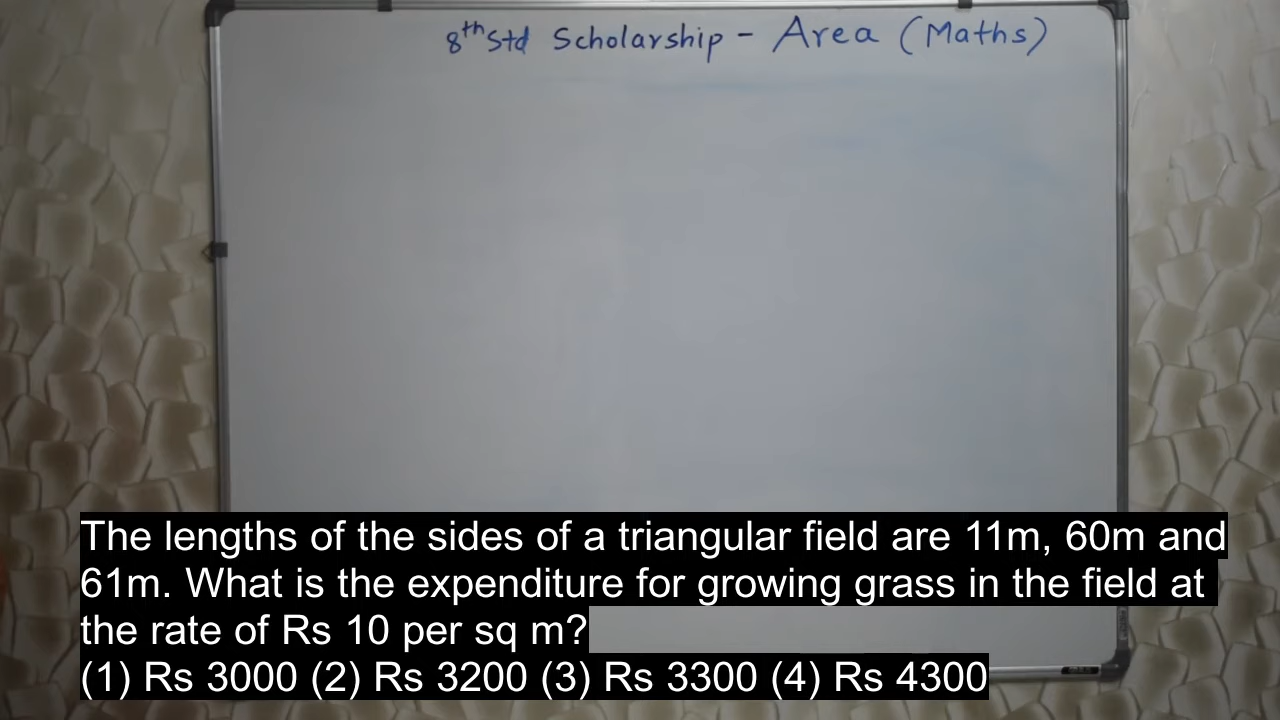 8th Std Scholarship - Area (Maths)
The lengths of the sides of a triangular field are 11m, 60m and
61m. What is the expenditure for growing grass in the field at
the rate of Rs 10 per sq m?
(1) Rs 3000 (2) Rs 3200 (3) Rs 3300 (4) Rs 4300